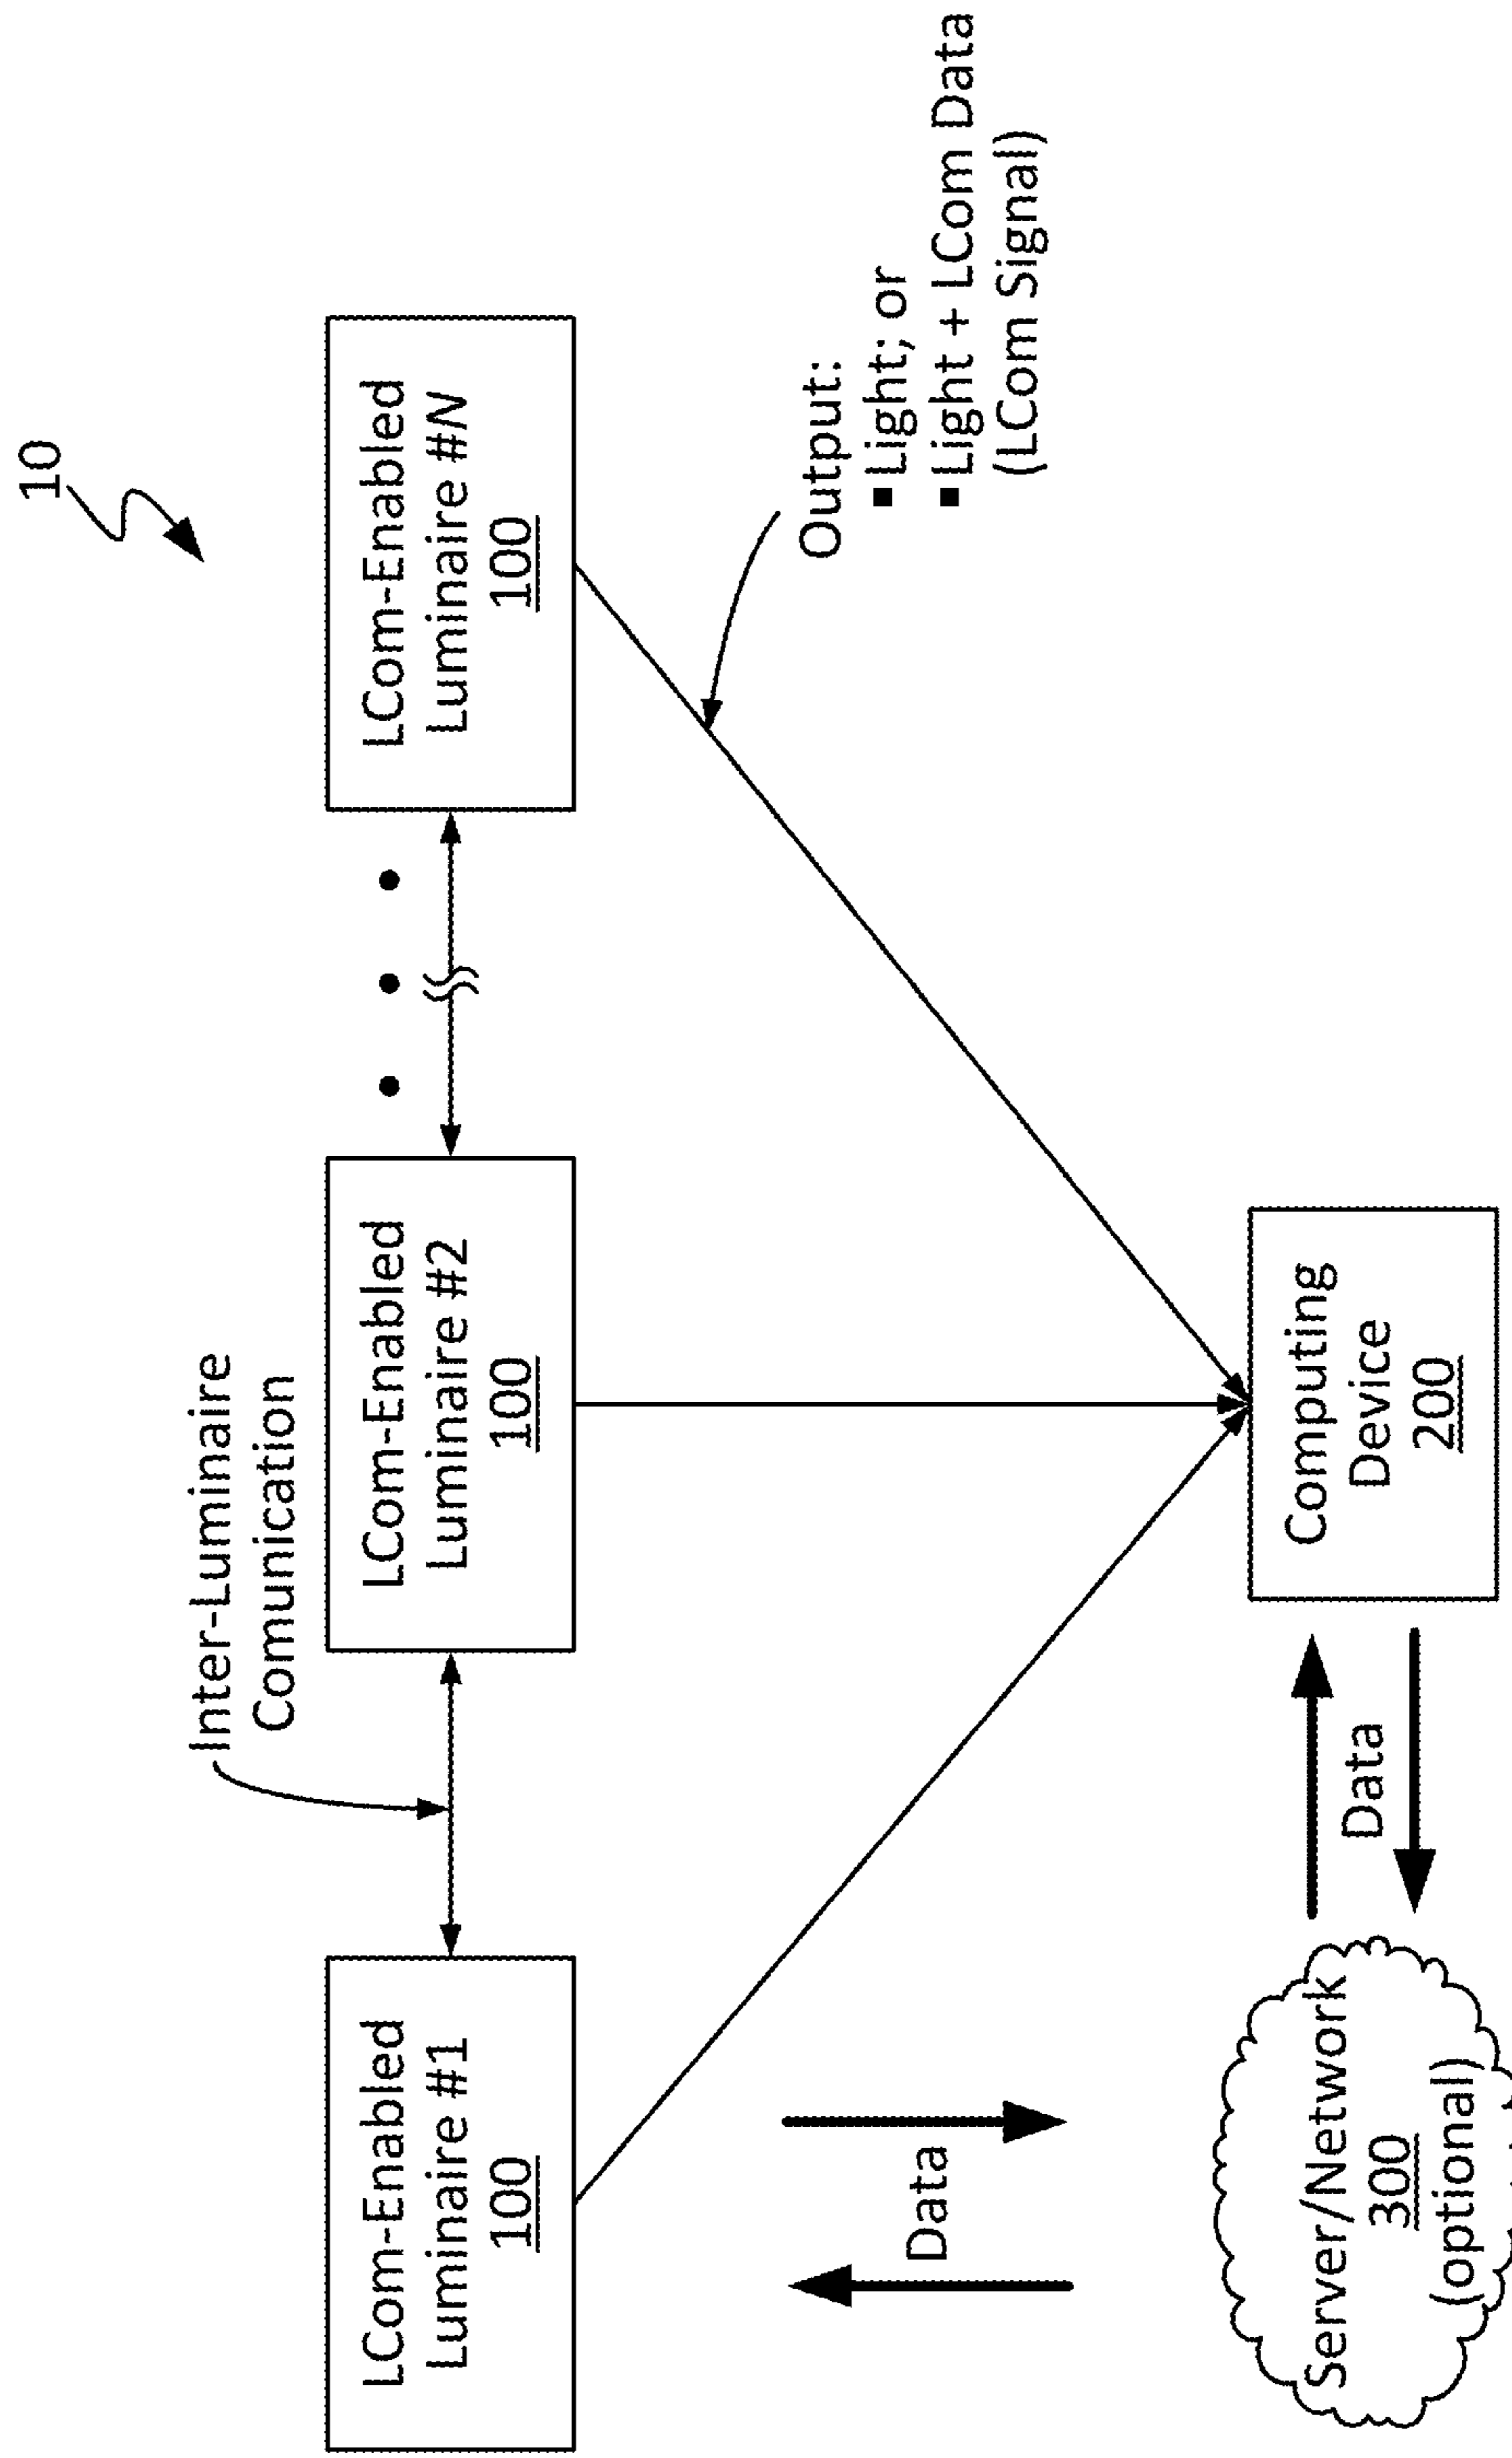 10
Inter-Luminaire
Comunication
LCom-Enabled
Luminaire #1
100
LCom-Enabled
Luminaire #2
100
LCom-Enabled
Luminaire #N
100
Output:
▪ Light; or
▪ Light + LCom Data
(LCom Signal)
Data
Server/Network
300
(optional)
Data
Computing
Device
200